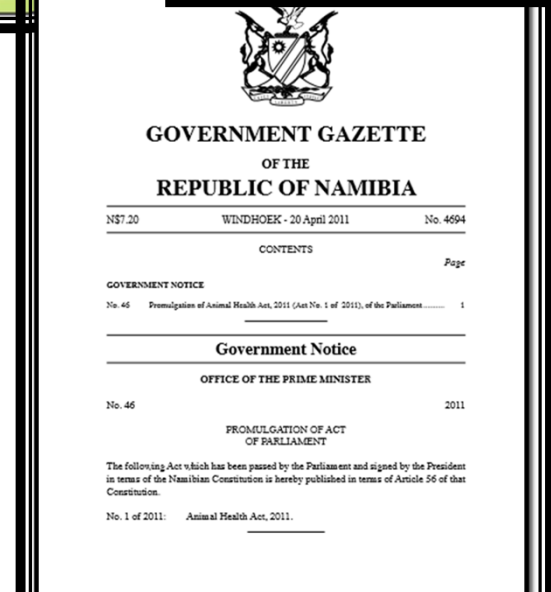 GOVERNMENT GAZETTE
OF THE
REPUBLIC OF NAMIBIA
N$7.20 WINDHOEK - 20 April 2011 No. 4694
CONTENTS
Page
GOVERNMENT NOTICE
No. 46 Promulgation of Animal Health Act, 2011 (Act No. 1 of 2011), of the Parliament .......... 1
Government Notice
OFFICE OF THE PRIME MINISTER
No. 46 2011
PROMULGATION OF ACT
OF PARLIAMENT
The following Act which has been passed by the Parliament and signed by the President
in terms of the Namibian Constitution is hereby published in terms of Article 56 of that
Constitution.
No. 1 of 2011: Animal Health Act, 2011.